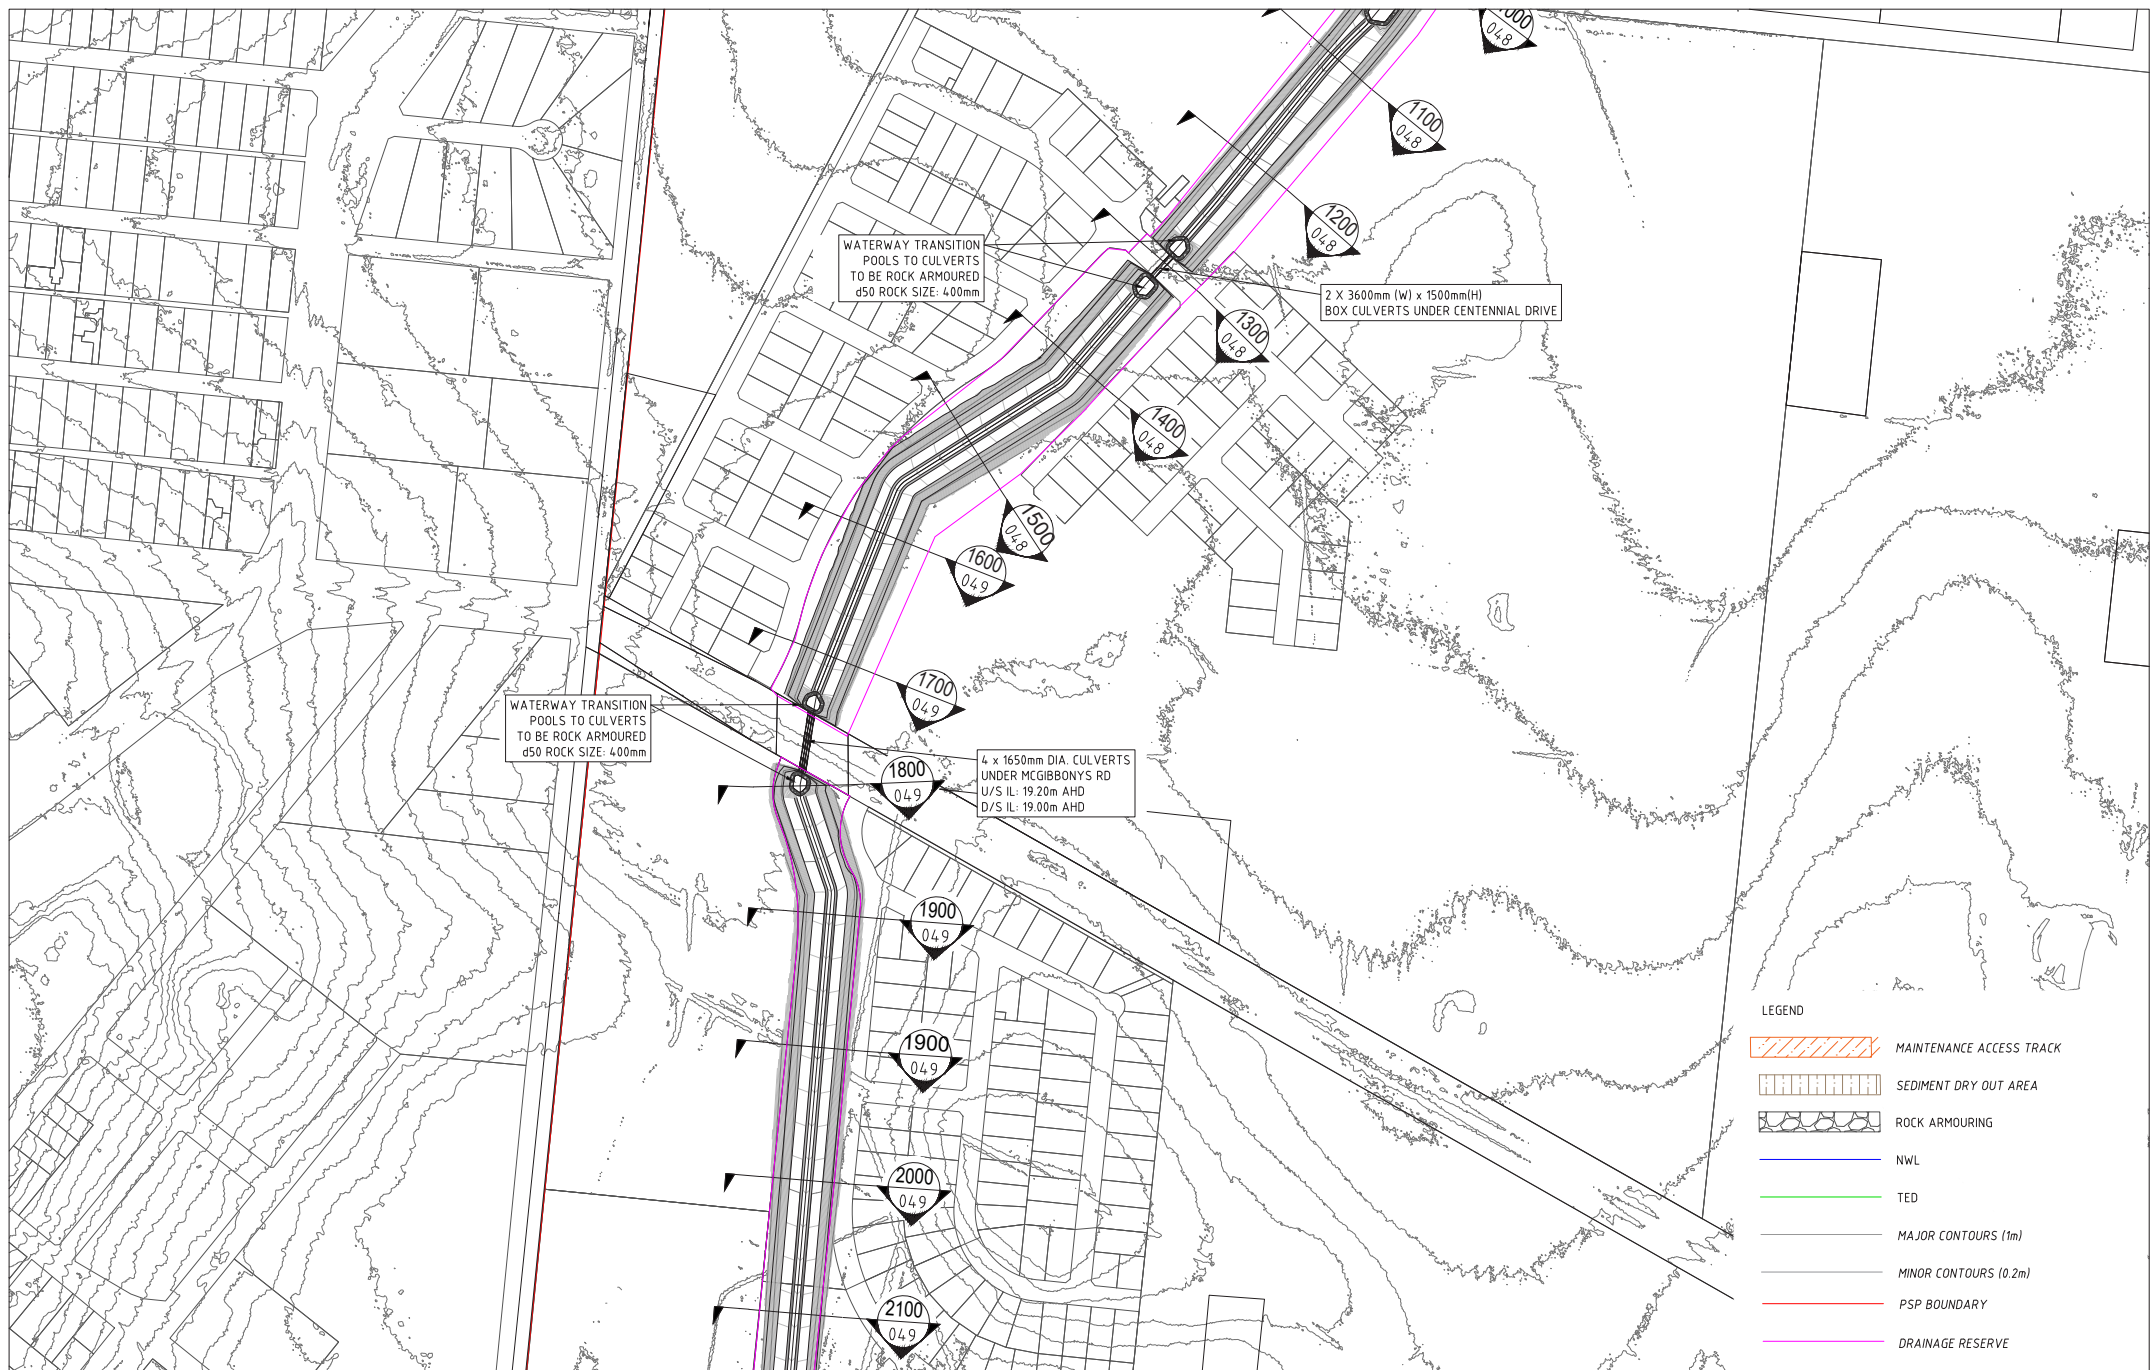 1000
048
1100
048
1200
048
WATERWAY TRANSITION
POOLS TO CULVERTS
TO BE ROCK ARMOURED
d50 ROCK SIZE: 400mm
2 X 3600mm (W) x 1500mm(H)
BOX CULVERTS UNDER CENTENNIAL DRIVE
1300
048
1400
048
1500
048
1600
049
1700
049
WATERWAY TRANSITION
POOLS TO CULVERTS
TO BE ROCK ARMOURED
d50 ROCK SIZE: 400mm
4 x 1650mm DIA. CULVERTS
UNDER MCGIBBONYS RD
U/S IL: 19.20m AHD
D/S IL: 19.00m AHD
1800
049
1900
049
1900
049
2000
049
2100
049
LEGEND
MAINTENANCE ACCESS TRACK
SEDIMENT DRY OUT AREA
ROCK ARMOURING
NWL
TED
MAJOR CONTOURS (1m)
MINOR CONTOURS (0.2m)
PSP BOUNDARY
DRAINAGE RESERVE